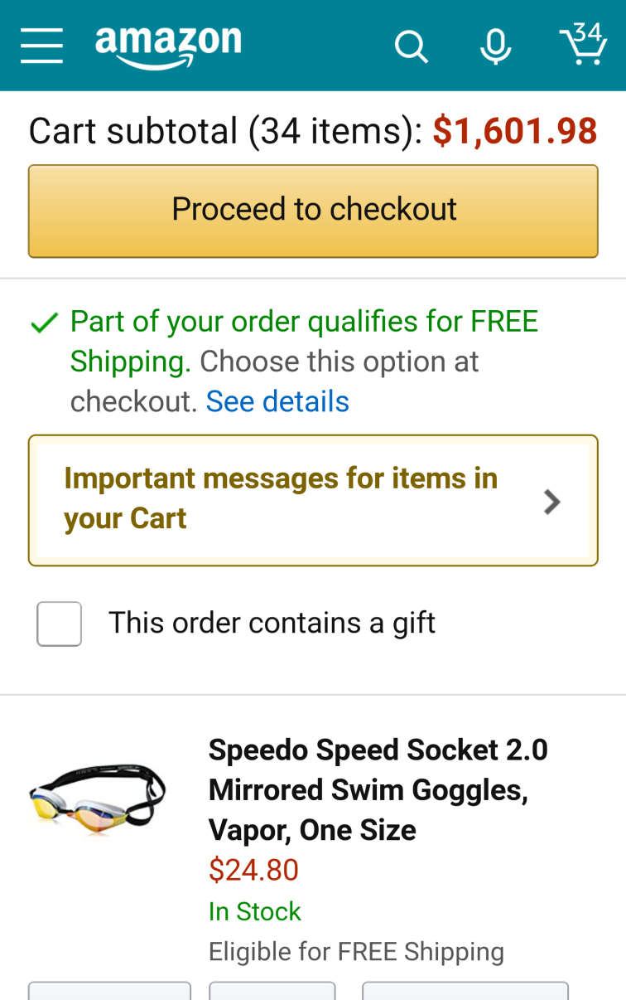 amazon
34
Cart subtotal (34 items): $1,601.98
Proceed to checkout
Part of your order qualifies for FREE
Shipping. Choose this option at
checkout. See details
Important messages for items in
your Cart
This order contains a gift
Speedo Speed Socket 2.0
Mirrored Swim Goggles,
Vapor, One Size
$24.80
In Stock
Eligible for FREE Shipping